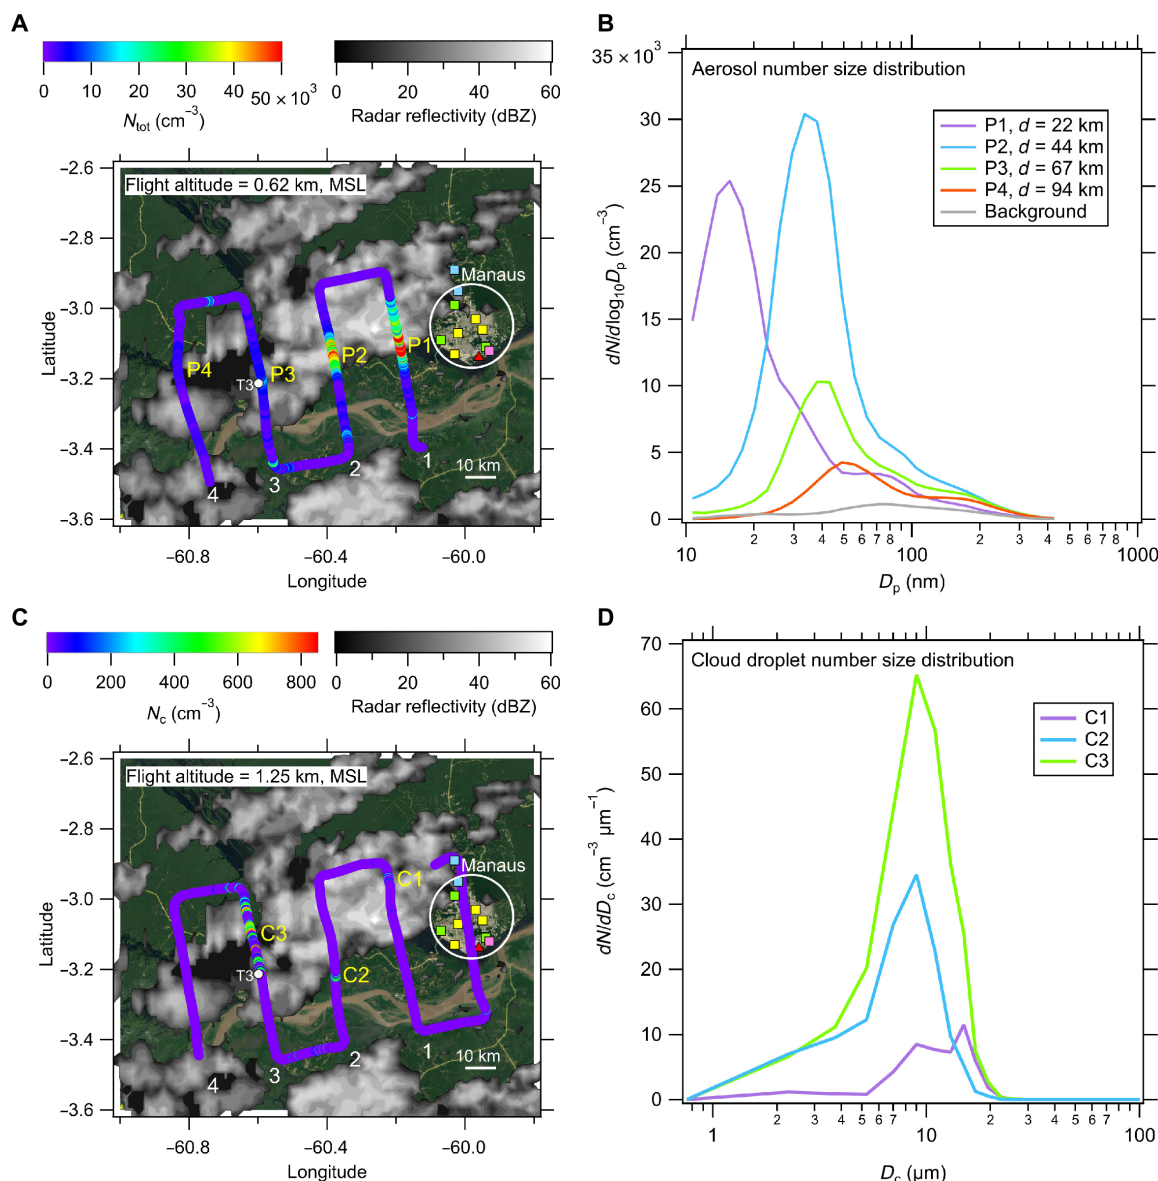 A
0 10 20 30 40 50 × 10³
Nₜₒₜ (cm⁻³)
0 20 40 60
Radar reflectivity (dBZ)
Flight altitude = 0.62 km, MSL
Latitude
−2.6
−2.8
−3.0
−3.2
−3.4
−3.6
Manaus
P4
P3
P2
P1
T3
4
3
2
1
10 km
−60.8 −60.4 −60.0
Longitude
B
35 × 10³
30
25
20
15
10
5
0
dN/dlog₁₀Dₚ (cm⁻³)
Aerosol number size distribution
P1, d = 22 km
P2, d = 44 km
P3, d = 67 km
P4, d = 94 km
Background
10 2 3 4 5 6 7 8 100 2 3 4 5 6 7 8 1000
Dₚ (nm)
C
0 200 400 600 800
N_c (cm⁻³)
0 20 40 60
Radar reflectivity (dBZ)
Flight altitude = 1.25 km, MSL
Latitude
−2.6
−2.8
−3.0
−3.2
−3.4
−3.6
Manaus
C1
C3
C2
T3
4
3
2
1
10 km
−60.8 −60.4 −60.0
Longitude
D
70
60
50
40
30
20
10
0
dN/dD_c (cm⁻³ μm⁻¹)
Cloud droplet number size distribution
C1
C2
C3
1 2 3 4 5 6 7 10 2 3 4 5 6 7 100
D_c (μm)